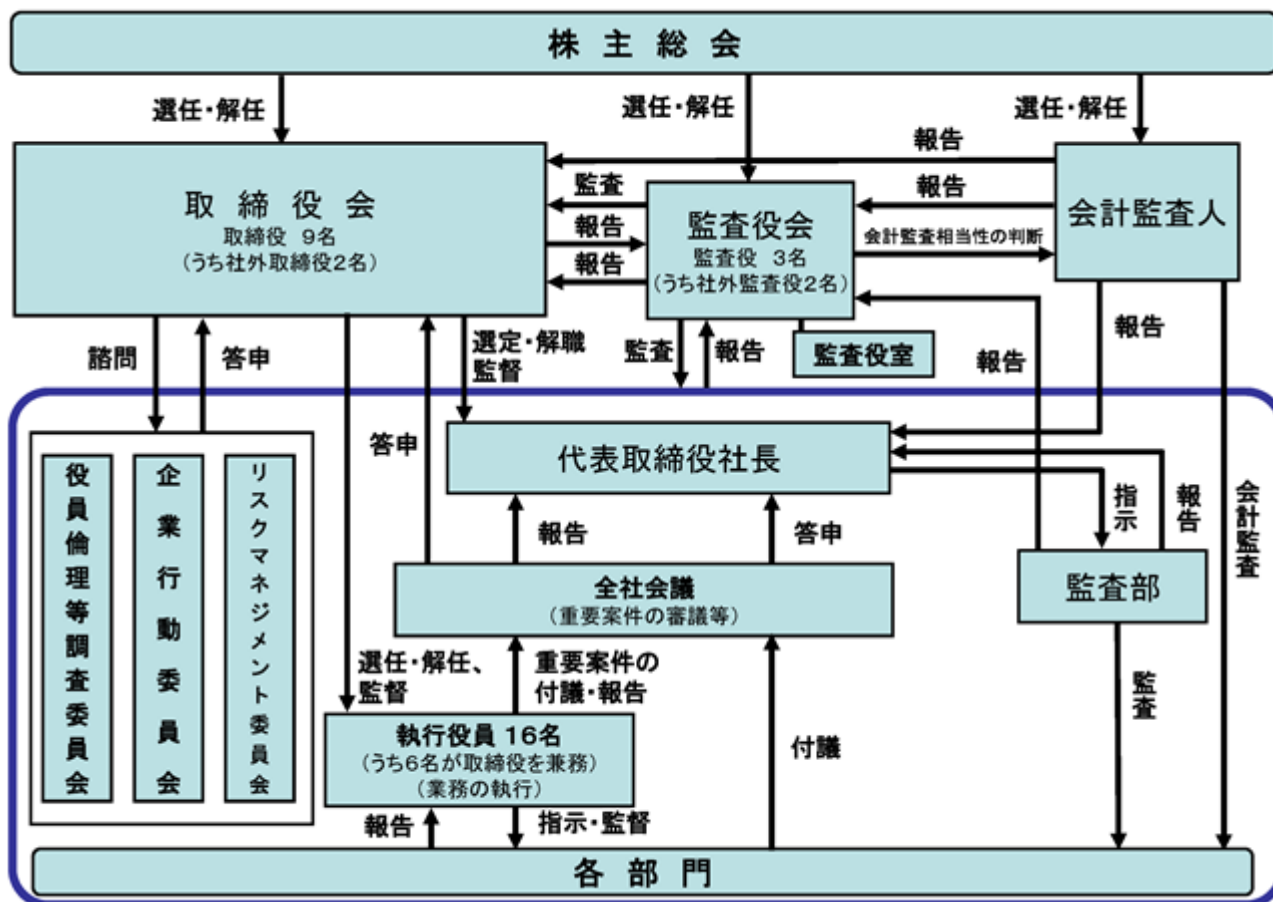 株主総会
選任・解任
選任・解任
選任・解任
取締役会
取締役 9名
(うち社外取締役2名)
監査
報告
報告
監査役会
監査役 3名
(うち社外監査役2名)
報告
報告
会計監査相当性の判断
会計監査人
諮問
答申
選定・解職
監督
監査
報告
監査役室
報告
報告
答申
代表取締役社長
役員倫理等調査委員会
企業行動委員会
リスクマネジメント委員会
報告
答申
指示
報告
会計監査
全社会議
(重要案件の審議等)
監査部
選任・解任、
監督
重要案件の
付議・報告
監査
執行役員 16名
(うち6名が取締役を兼務)
(業務の執行)
付議
報告
指示・監督
各部門